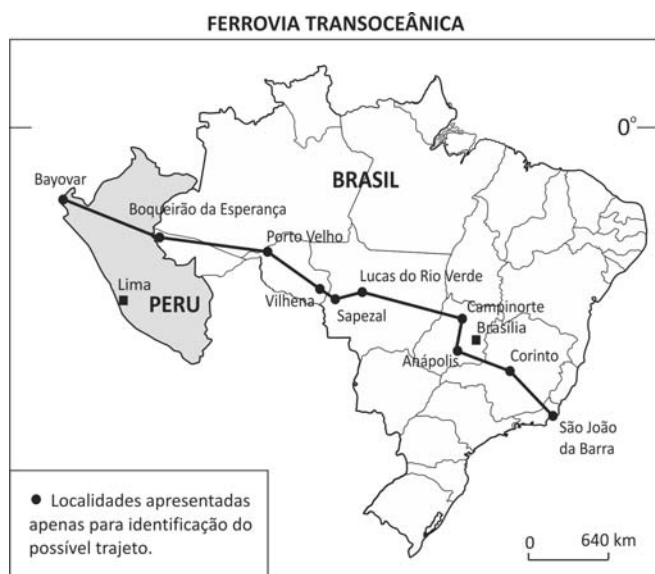 FERROVIA TRANSOCEÂNICA
0°
Bayovar
BRASIL
Boqueirão da Esperança
Porto Velho
Lima
Lucas do Rio Verde
PERU
Vilhena
Sapezal
Campinorte
Brasília
Anápolis
Corinto
São João
da Barra
● Localidades apresentadas
apenas para identificação do
possível trajeto.
0 640 km